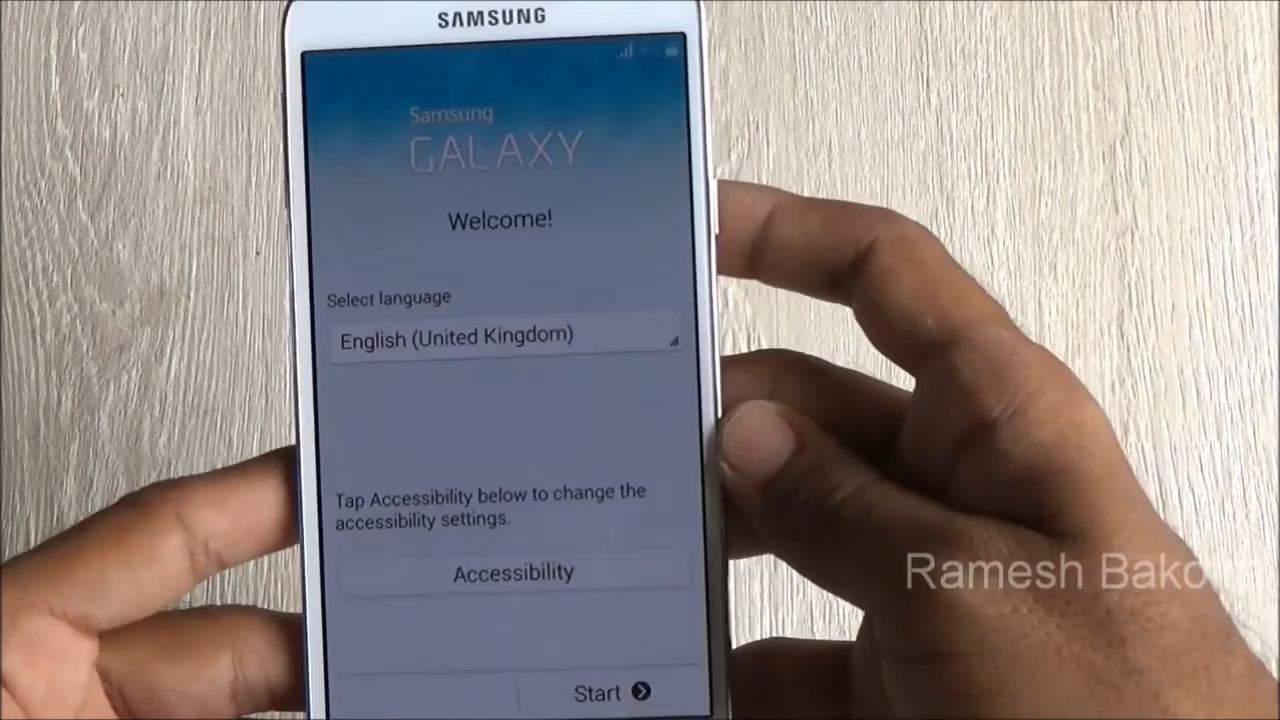 SAMSUNG
Samsung
GALAXY
Welcome!
Select language
English (United Kingdom)
Tap Accessibility below to change the
accessibility settings.
Accessibility
Ramesh Bako
Start